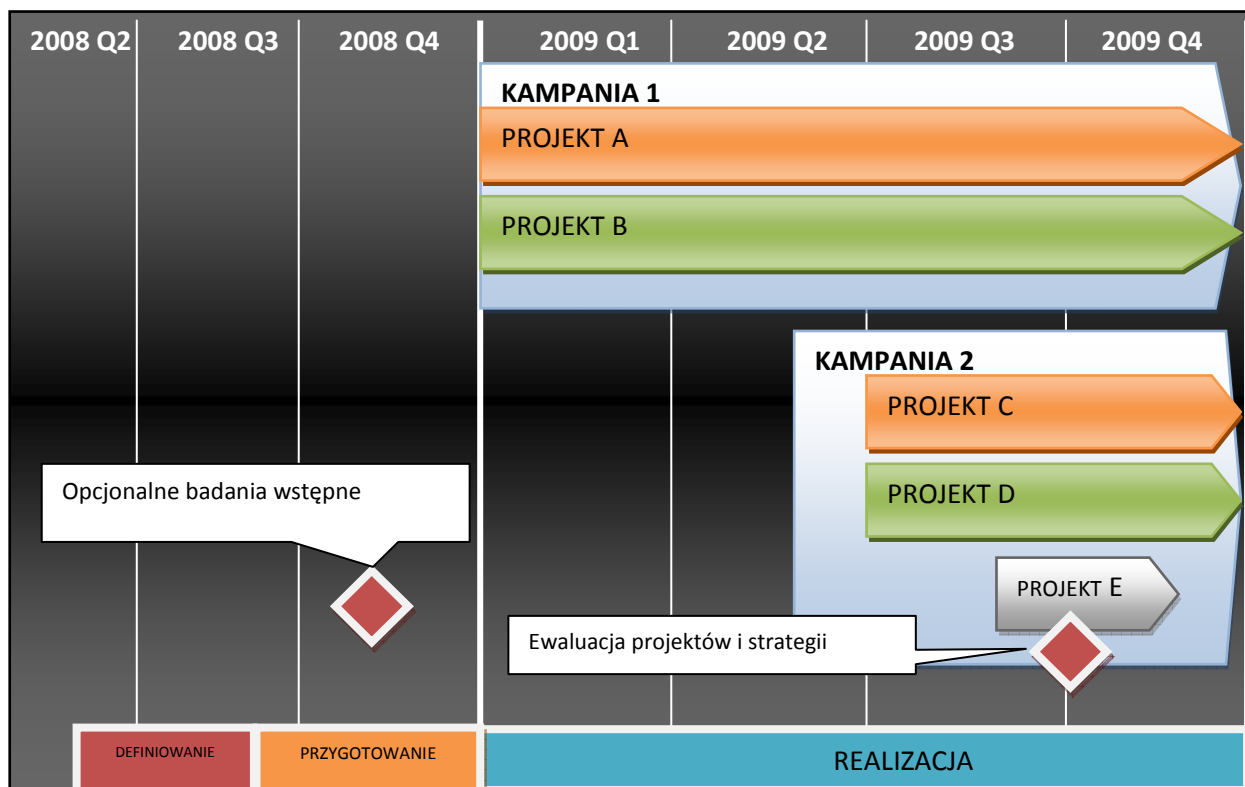 2008 Q2 2008 Q3 2008 Q4 2009 Q1 2009 Q2 2009 Q3 2009 Q4
KAMPANIA 1
PROJEKT A
PROJEKT B
KAMPANIA 2
PROJEKT C
Opcjonalne badania wstępne
PROJEKT D
PROJEKT E
Ewaluacja projektów i strategii
DEFINIOWANIE PRZYGOTOWANIE REALIZACJA